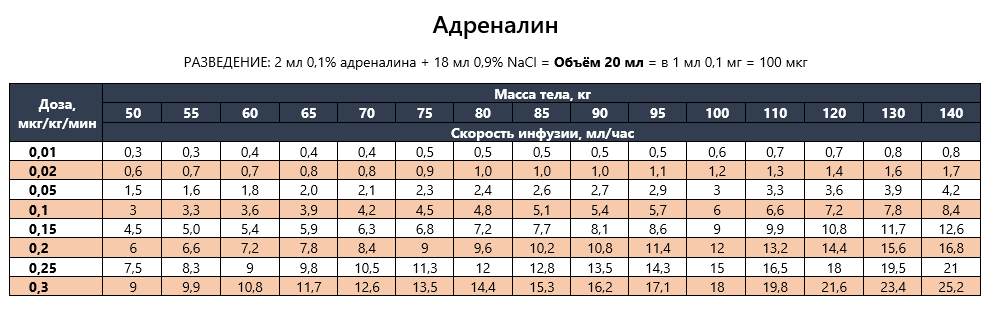 Адреналин
РАЗВЕДЕНИЕ: 2 мл 0,1% адреналина + 18 мл 0,9% NaCl = Объём 20 мл = в 1 мл 0,1 мг = 100 мкг
Доза, мкг/кг/мин
Масса тела, кг
50 55 60 65 70 75 80 85 90 95 100 110 120 130 140
Скорость инфузии, мл/час
0,01 0,3 0,3 0,4 0,4 0,4 0,5 0,5 0,5 0,5 0,5 0,6 0,7 0,7 0,8 0,8
0,02 0,6 0,7 0,7 0,8 0,8 0,9 1,0 1,0 1,0 1,1 1,2 1,3 1,4 1,6 1,7
0,05 1,5 1,6 1,8 2,0 2,1 2,3 2,4 2,6 2,7 2,9 3 3,3 3,6 3,9 4,2
0,1 3 3,3 3,6 3,9 4,2 4,5 4,8 5,1 5,4 5,7 6 6,6 7,2 7,8 8,4
0,15 4,5 5,0 5,4 5,9 6,3 6,8 7,2 7,7 8,1 8,6 9 9,9 10,8 11,7 12,6
0,2 6 6,6 7,2 7,8 8,4 9 9,6 10,2 10,8 11,4 12 13,2 14,4 15,6 16,8
0,25 7,5 8,3 9 9,8 10,5 11,3 12 12,8 13,5 14,3 15 16,5 18 19,5 21
0,3 9 9,9 10,8 11,7 12,6 13,5 14,4 15,3 16,2 17,1 18 19,8 21,6 23,4 25,2